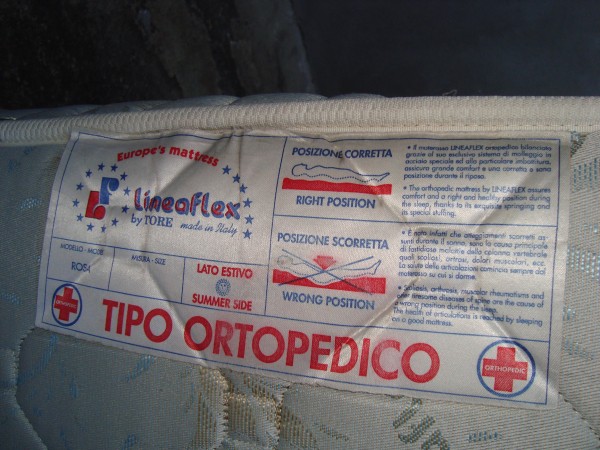 Europe's mattress
lineaflex
by TORE made in Italy
MODELLO - MODEL
ROSA
MISURA - SIZE
LATO ESTIVO
SUMMER SIDE
POSIZIONE CORRETTA
RIGHT POSITION
POSIZIONE SCORRETTA
WRONG POSITION
• Il materasso LINEAFLEX ortopedico bilanciato
grazie al suo esclusivo sistema di molleggio in
acciaio speciale ed alla particolare imbottitura,
assicura grande comfort e una corretta e sana
posizione durante il riposo.
• The orthopedic mattress by LINEAFLEX assures
comfort and a right and healthy position during
the sleep, thanks to its exquisite springing and
its special stuffing.
• È noto infatti che atteggiamenti scorretti as-
sunti durante il sonno, sono la causa principale
di fastidiose malattie della colonna vertebrale
quali scoliosi, artrosi, dolori muscolari, ecc.
La salute delle articolazioni comincia sempre dal
materasso su cui si dorme.
• Scoliosis, arthrosis, muscular rheumatisms and
other tiresome diseases of spine are the cause of
a wrong position during the sleep.
The health of articulations is reached by sleeping
on a good mattress.
TIPO ORTOPEDICO
ORTHOPEDIC
ORTHOPEDIC